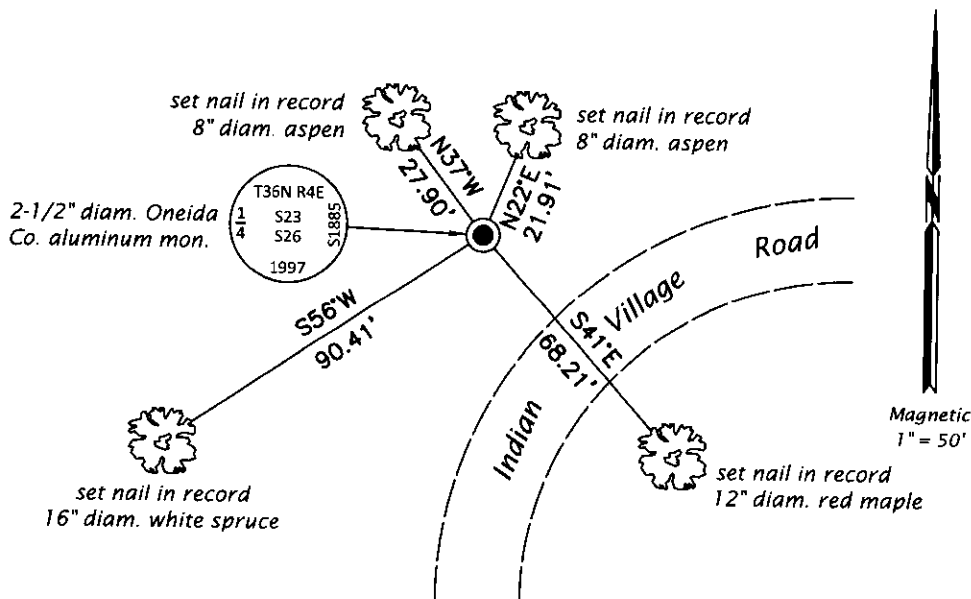 set nail in record
8" diam. aspen
set nail in record
8" diam. aspen
N37°W
27.90'
N22°E
21.91'
2-1/2" diam. Oneida
Co. aluminum mon.
T36N R4E
1
4
S23
S26
S1885
1997
N
Indian Village Road
S56°W
90.41'
S41°E
68.21'
Magnetic
1" = 50'
set nail in record
16" diam. white spruce
set nail in record
12" diam. red maple